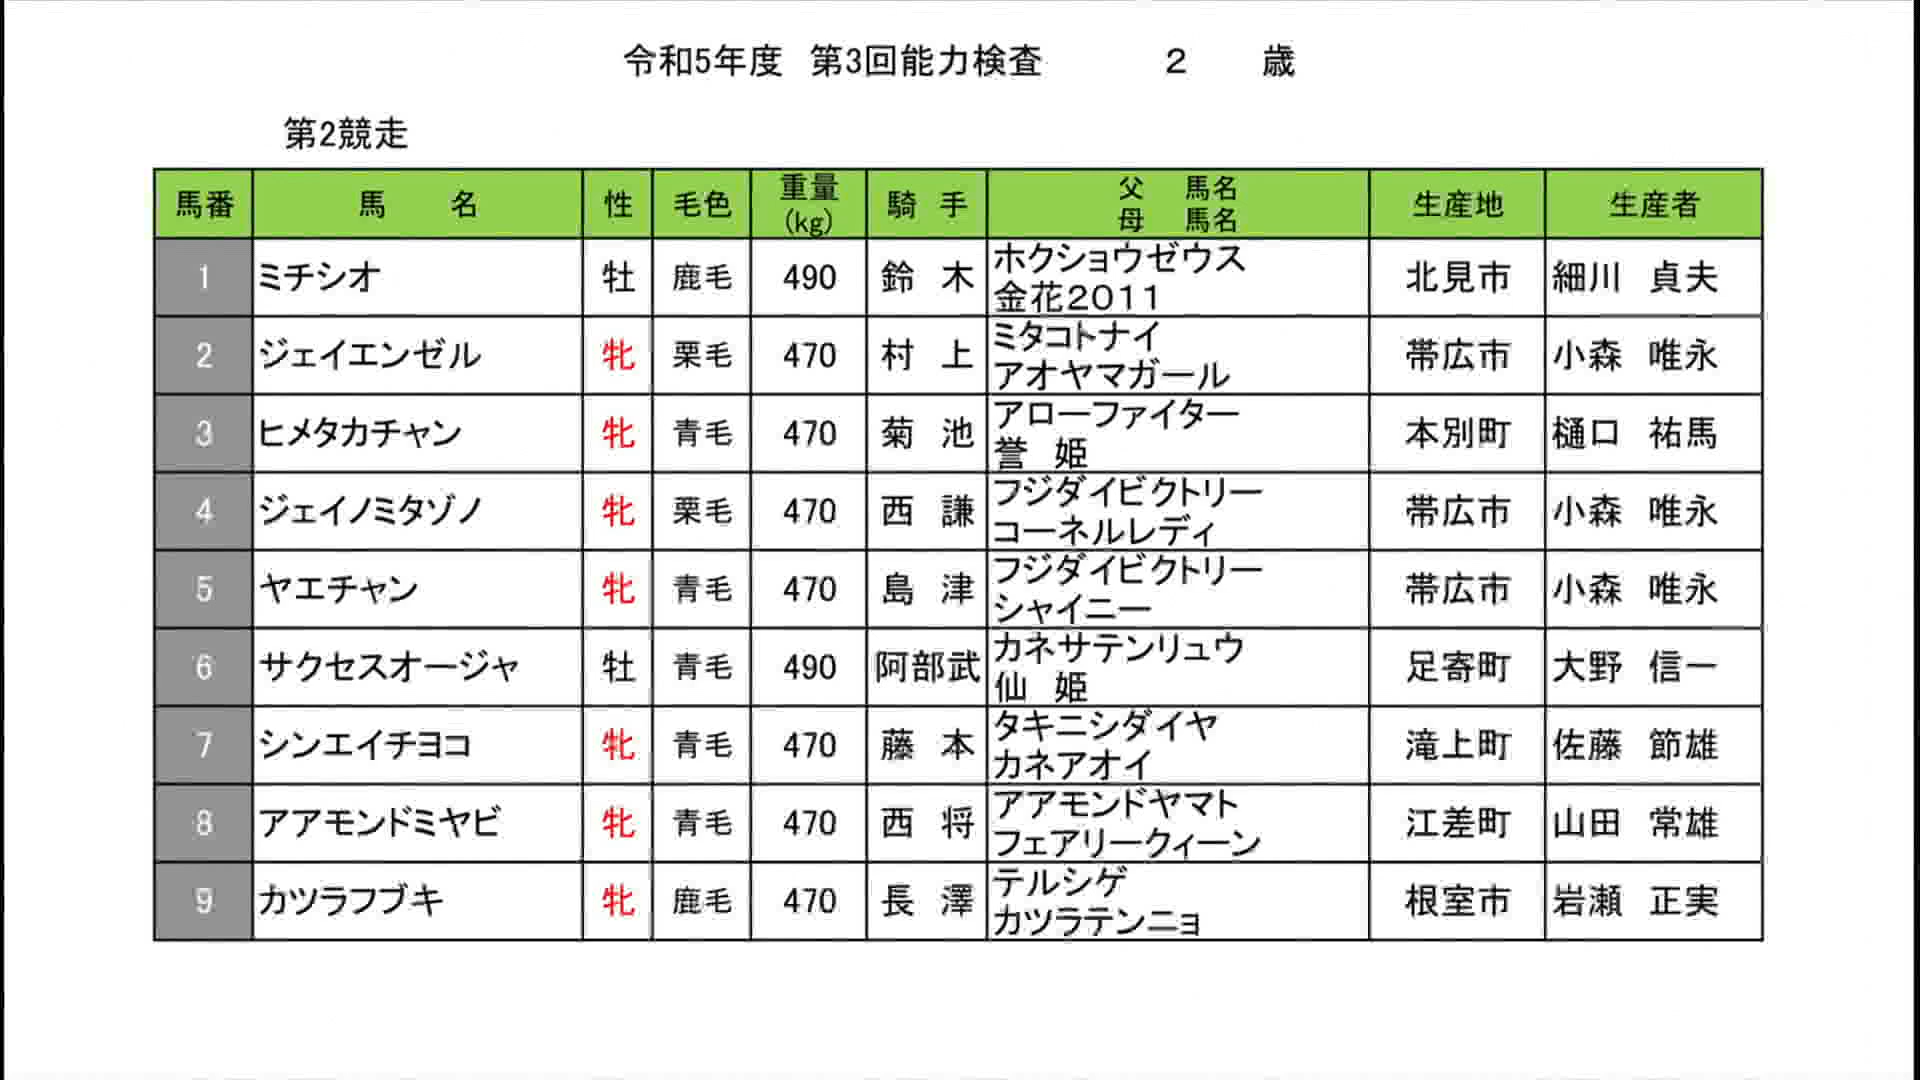 令和5年度 第3回能力検査 2 歳
第2競走
馬番 馬 名 性 毛色 重量(kg) 騎 手 父 馬名 母 馬名 生産地 生産者
1 ミチシオ 牡 鹿毛 490 鈴 木 ホクショウゼウス 金花2011 北見市 細川 貞夫
2 ジェイエンゼル 牝 栗毛 470 村 上 ミタコトナイ アオヤマガール 帯広市 小森 唯永
3 ヒメタカチャン 牝 青毛 470 菊 池 アローファイター 誉 姫 本別町 樋口 祐馬
4 ジェイノミタゾノ 牝 栗毛 470 西 謙 フジダイビクトリー コーネルレディ 帯広市 小森 唯永
5 ヤエチャン 牝 青毛 470 島 津 フジダイビクトリー シャイニー 帯広市 小森 唯永
6 サクセスオージャ 牡 青毛 490 阿部武 カネサテンリュウ 仙 姫 足寄町 大野 信一
7 シンエイチヨコ 牝 青毛 470 藤 本 タキニシダイヤ カネアオイ 滝上町 佐藤 節雄
8 アアモンドミヤビ 牝 青毛 470 西 将 アアモンドヤマト フェアリークィーン 江差町 山田 常雄
9 カツラフブキ 牝 鹿毛 470 長 澤 テルシゲ カツラテンニョ 根室市 岩瀬 正実